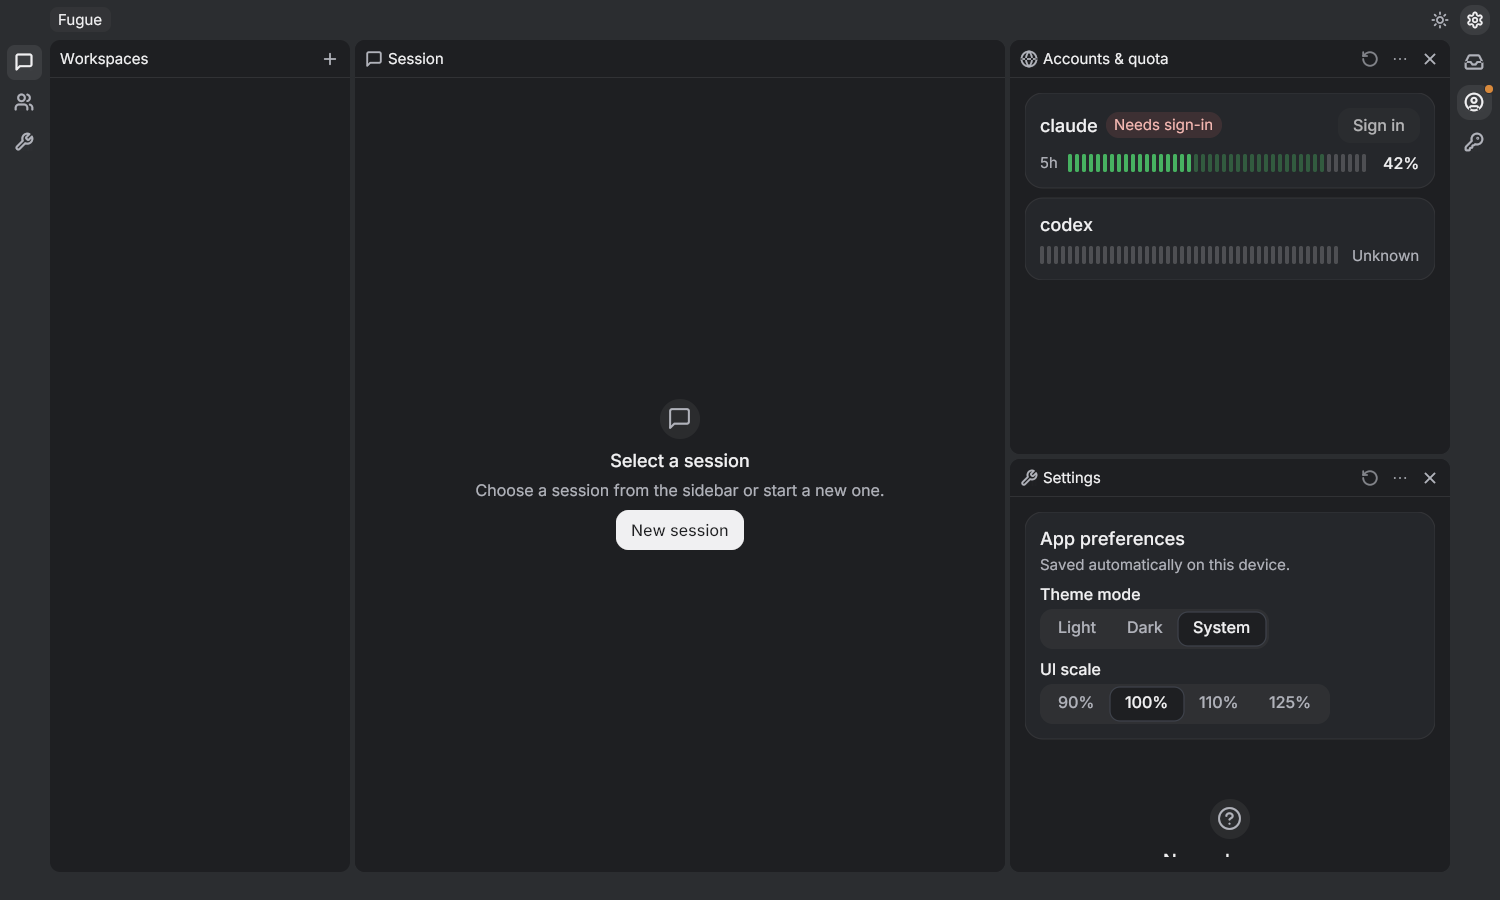 Fugue
Workspaces
Session
Select a session
Choose a session from the sidebar or start a new one.
New session
Accounts & quota
claude Needs sign-in Sign in
5h 42%
codex
Unknown
Settings
App preferences
Saved automatically on this device.
Theme mode
Light Dark System
UI scale
90% 100% 110% 125%